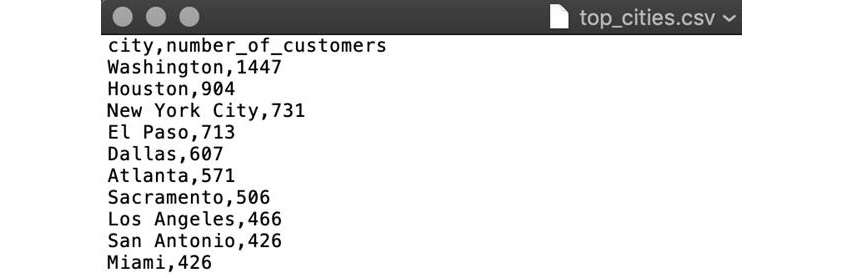 top_cities.csv
city,number_of_customers
Washington,1447
Houston,904
New York City,731
El Paso,713
Dallas,607
Atlanta,571
Sacramento,506
Los Angeles,466
San Antonio,426
Miami,426